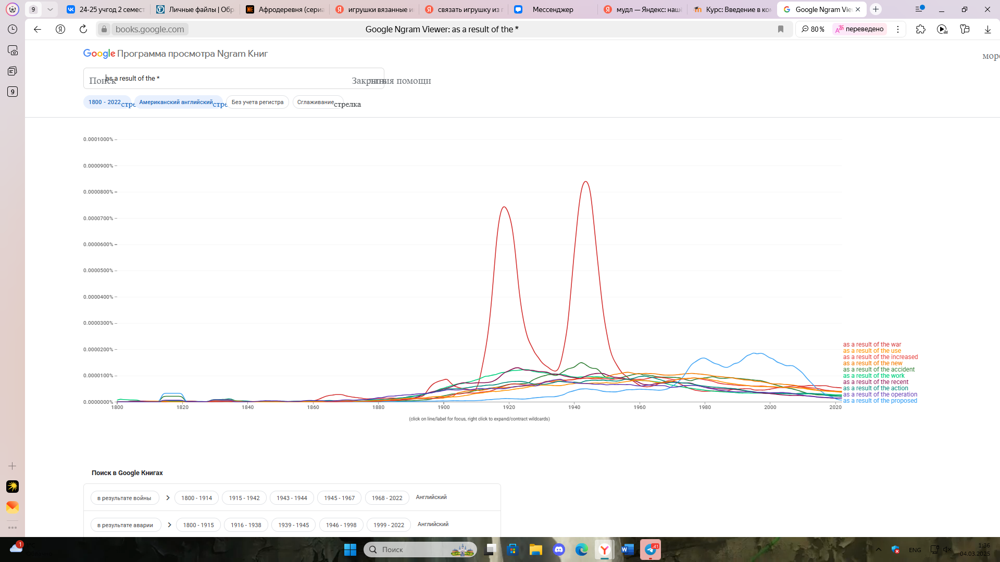 9
24-25 учгод 2 семест
Личные файлы | Обр
Афродеревня (сериа
игрушки вязанные и
связать игрушку из п
Мессенджер
мудл — Яндекс: наш
Курс: Введение в ком
Google Ngram Vie
books.google.com
Google Ngram Viewer: as a result of the *
80 %
переведено
9
Google Программа просмотра Ngram Книг
море
Поиск
as a result of the *
помощи
1800 - 2022
стре
Американский английский
стре
Без учета регистра
Сглаживание
стрелка
0.0001000%
0.0000900%
0.0000800%
0.0000700%
0.0000600%
0.0000500%
0.0000400%
0.0000300%
0.0000200%
0.0000100%
0.0000000%
1800 1820 1840 1860 1880 1900 1920 1940 1960 1980 2000 2020
as a result of the war
as a result of the use
as a result of the increased
as a result of the new
as a result of the accident
as a result of the work
as a result of the recent
as a result of the action
as a result of the operation
as a result of the proposed
(click on line/label for focus, right click to expand/contract wildcards)
Поиск в Google Книгах
в результате войны 1800 - 1914 1915 - 1942 1943 - 1944 1945 - 1967 1968 - 2022 Английский
в результате аварии 1800 - 1915 1916 - 1938 1939 - 1945 1946 - 1998 1999 - 2022 Английский
1
Поиск
41
ENG
1:36
04.03.2025